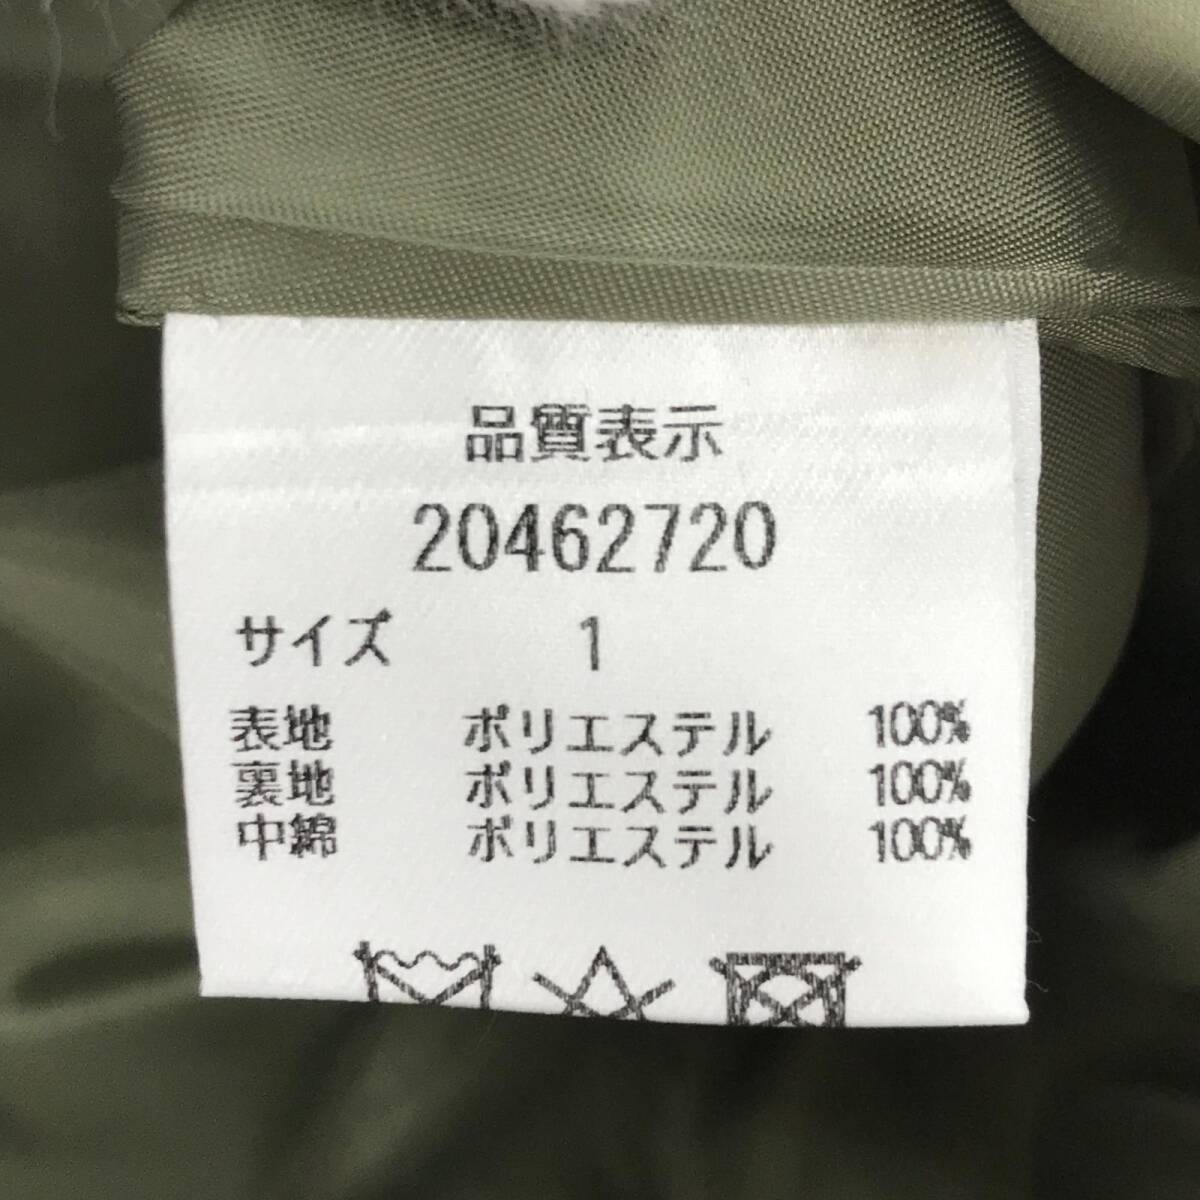 品質表示
20462720
サイズ 1
表地 ポリエステル 100%
裏地 ポリエステル 100%
中綿 ポリエステル 100%